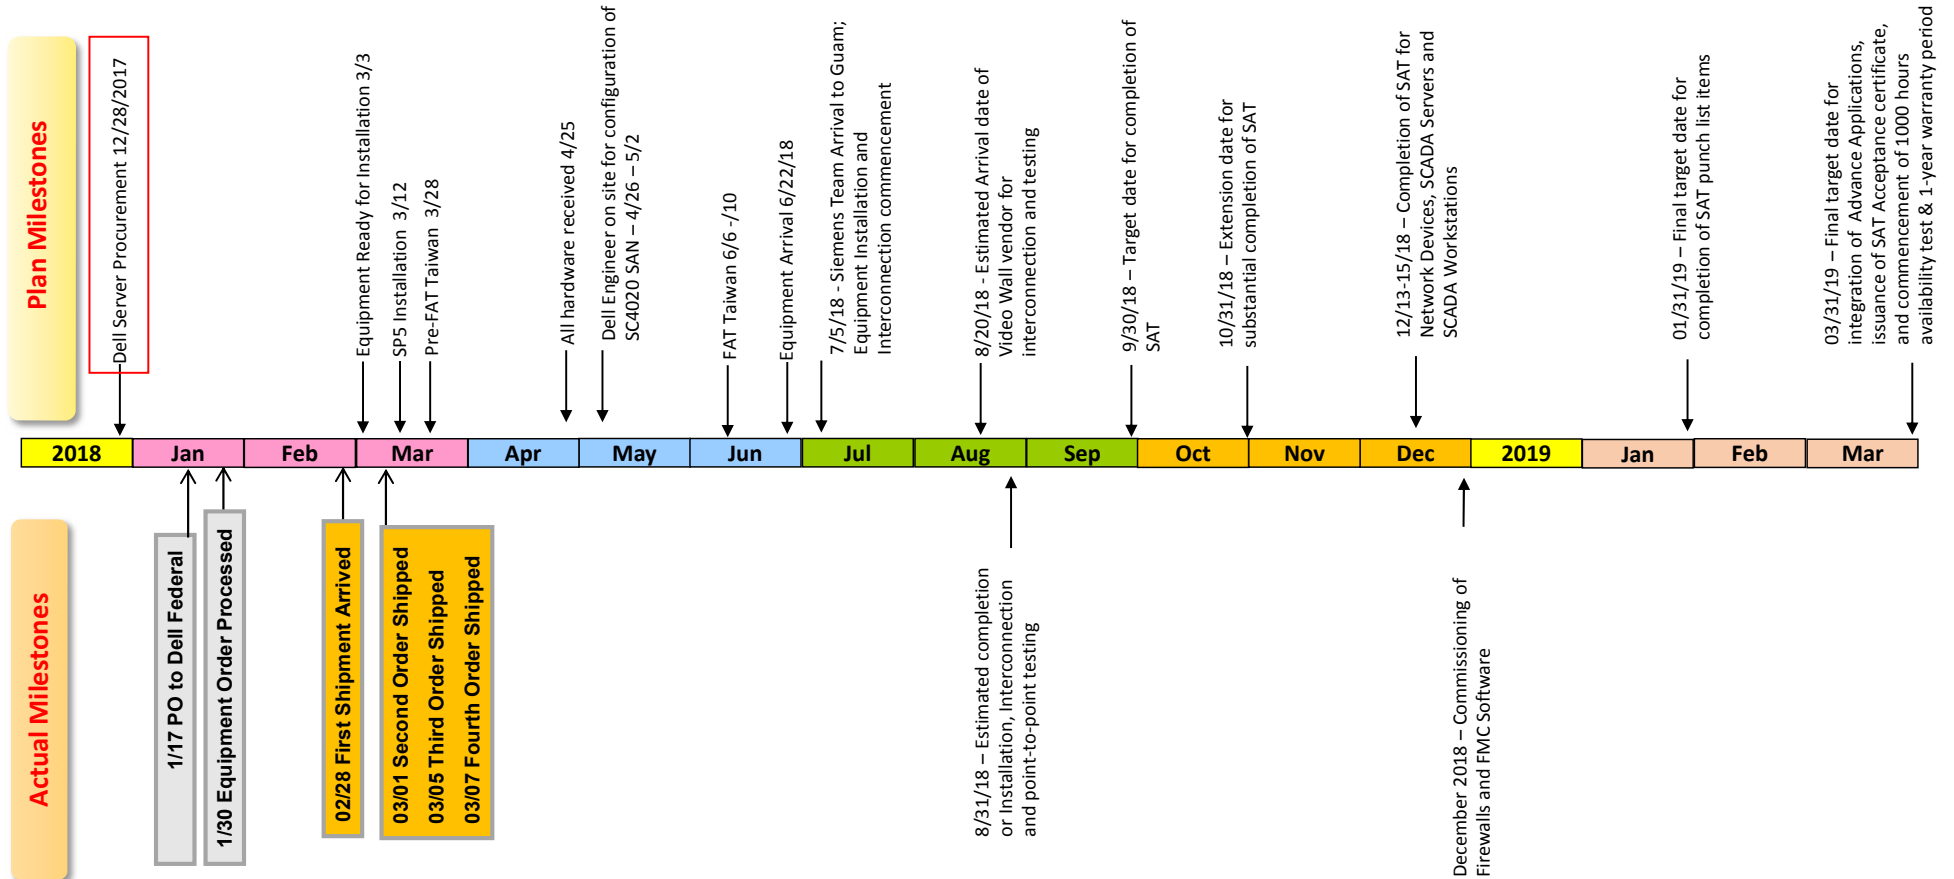 Plan Milestones
Dell Server Procurement 12/28/2017
Equipment Ready for Installation 3/3
SP5 Installation 3/12
Pre-FAT Taiwan 3/28
All hardware received 4/25
Dell Engineer on site for configuration of
SC4020 SAN – 4/26 – 5/2
FAT Taiwan 6/6 -/10
Equipment Arrival 6/22/18
7/5/18 - Siemens Team Arrival to Guam;
Equipment Installation and
Interconnection commencement
8/20/18 - Estimated Arrival date of
Video Wall vendor for
interconnection and testing
9/30/18 – Target date for completion of
SAT
10/31/18 – Extension date for
substantial completion of SAT
12/13-15/18 – Completion of SAT for
Network Devices, SCADA Servers and
SCADA Workstations
01/31/19 – Final target date for
completion of SAT punch list items
03/31/19 – Final target date for
integration of Advance Applications,
issuance of SAT Acceptance certificate,
and commencement of 1000 hours
availability test & 1-year warranty period
2018 Jan Feb Mar Apr May Jun Jul Aug Sep Oct Nov Dec 2019 Jan Feb Mar
Actual Milestones
1/17 PO to Dell Federal
1/30 Equipment Order Processed
02/28 First Shipment Arrived
03/01 Second Order Shipped
03/05 Third Order Shipped
03/07 Fourth Order Shipped
8/31/18 – Estimated completion
or Installation, Interconnection
and point-to-point testing
December 2018 – Commissioning of
Firewalls and FMC Software